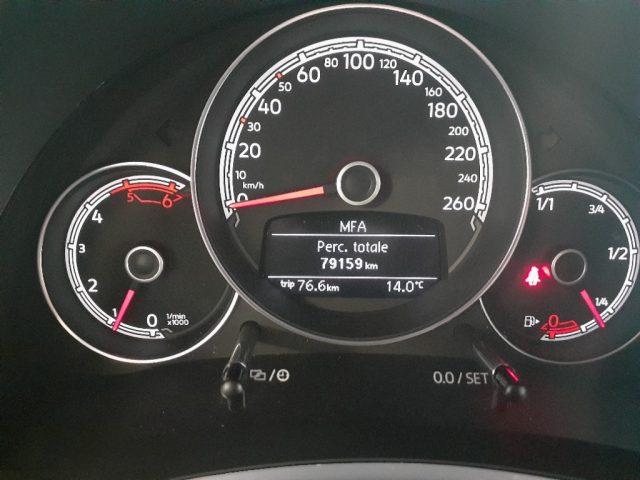 100
80 120
60 140
50 160
40 180
30 200
20 220
10 240
km/h
0 260
MFA
Perc. totale
79159 km
trip 76.6 km 14.0°C
5 6
4
3
2
1 0
1/min
x1000
1/1 3/4
1/2
1/4
0
0.0 / SET